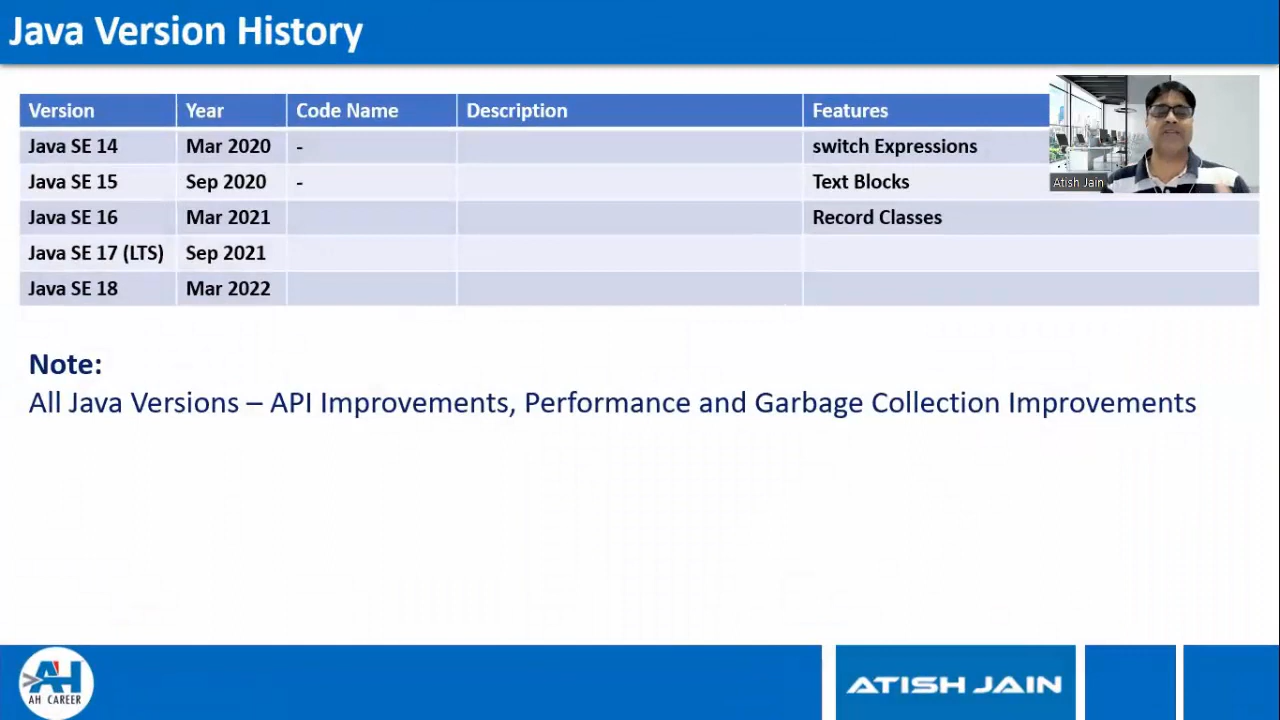 Java Version History
Version Year Code Name Description Features
Java SE 14 Mar 2020 - switch Expressions
Java SE 15 Sep 2020 - Text Blocks
Atish Jain
Java SE 16 Mar 2021 Record Classes
Java SE 17 (LTS) Sep 2021
Java SE 18 Mar 2022
Note:
All Java Versions – API Improvements, Performance and Garbage Collection Improvements
AH
AH CAREER
ATISH JAIN